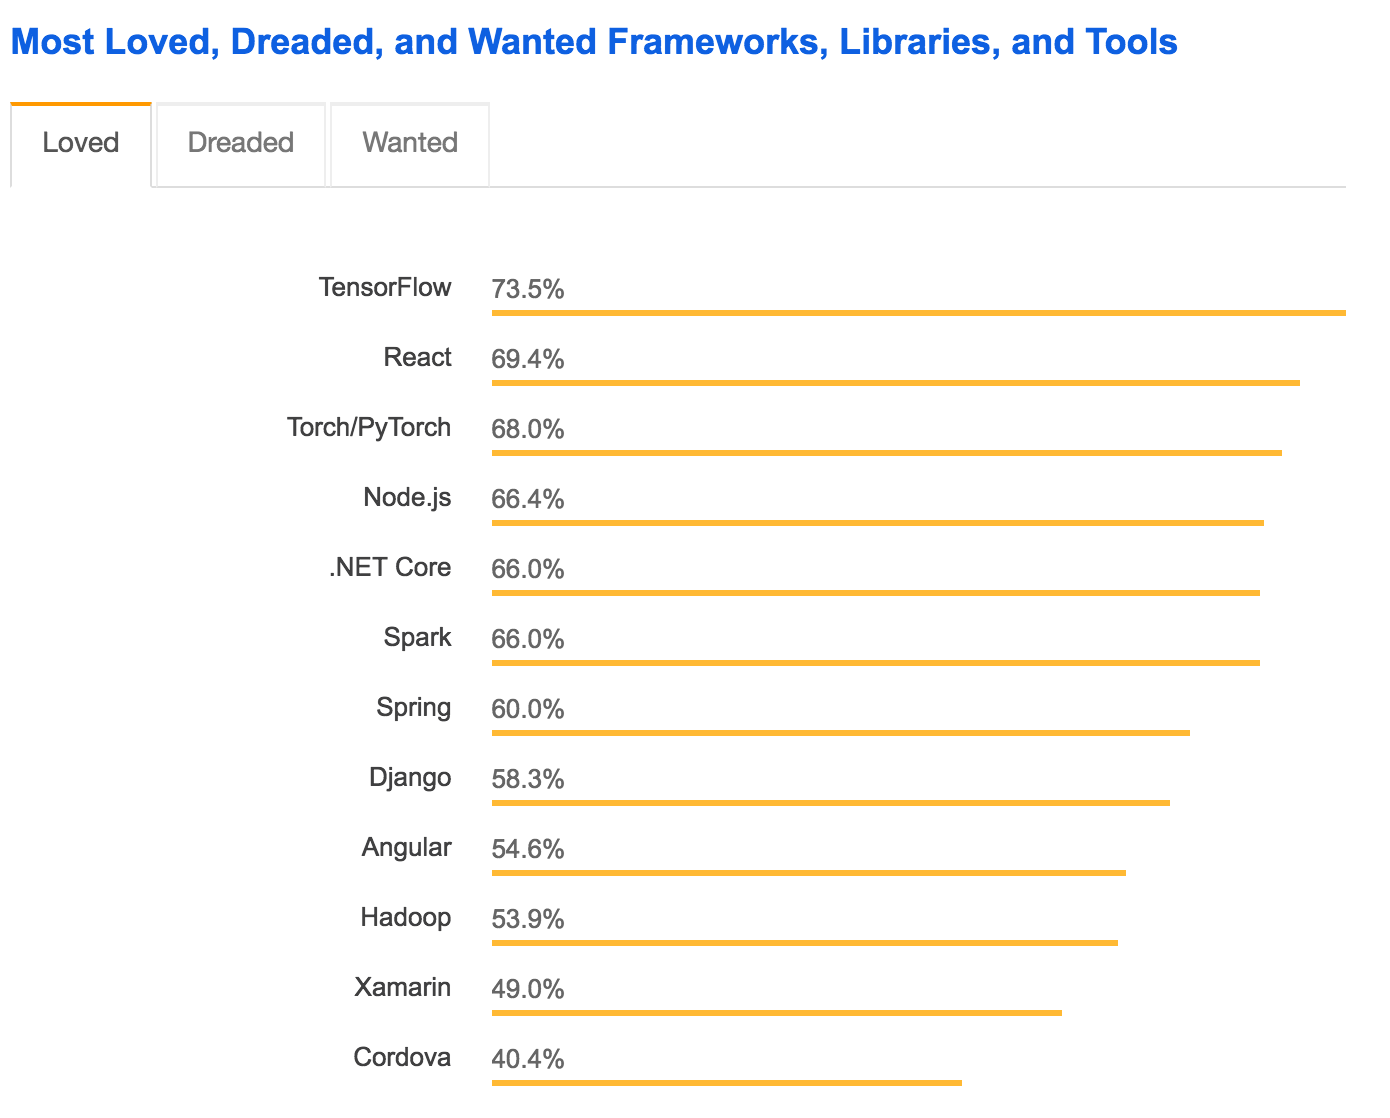 Most Loved, Dreaded, and Wanted Frameworks, Libraries, and Tools
Loved Dreaded Wanted
TensorFlow 73.5%
React 69.4%
Torch/PyTorch 68.0%
Node.js 66.4%
.NET Core 66.0%
Spark 66.0%
Spring 60.0%
Django 58.3%
Angular 54.6%
Hadoop 53.9%
Xamarin 49.0%
Cordova 40.4%